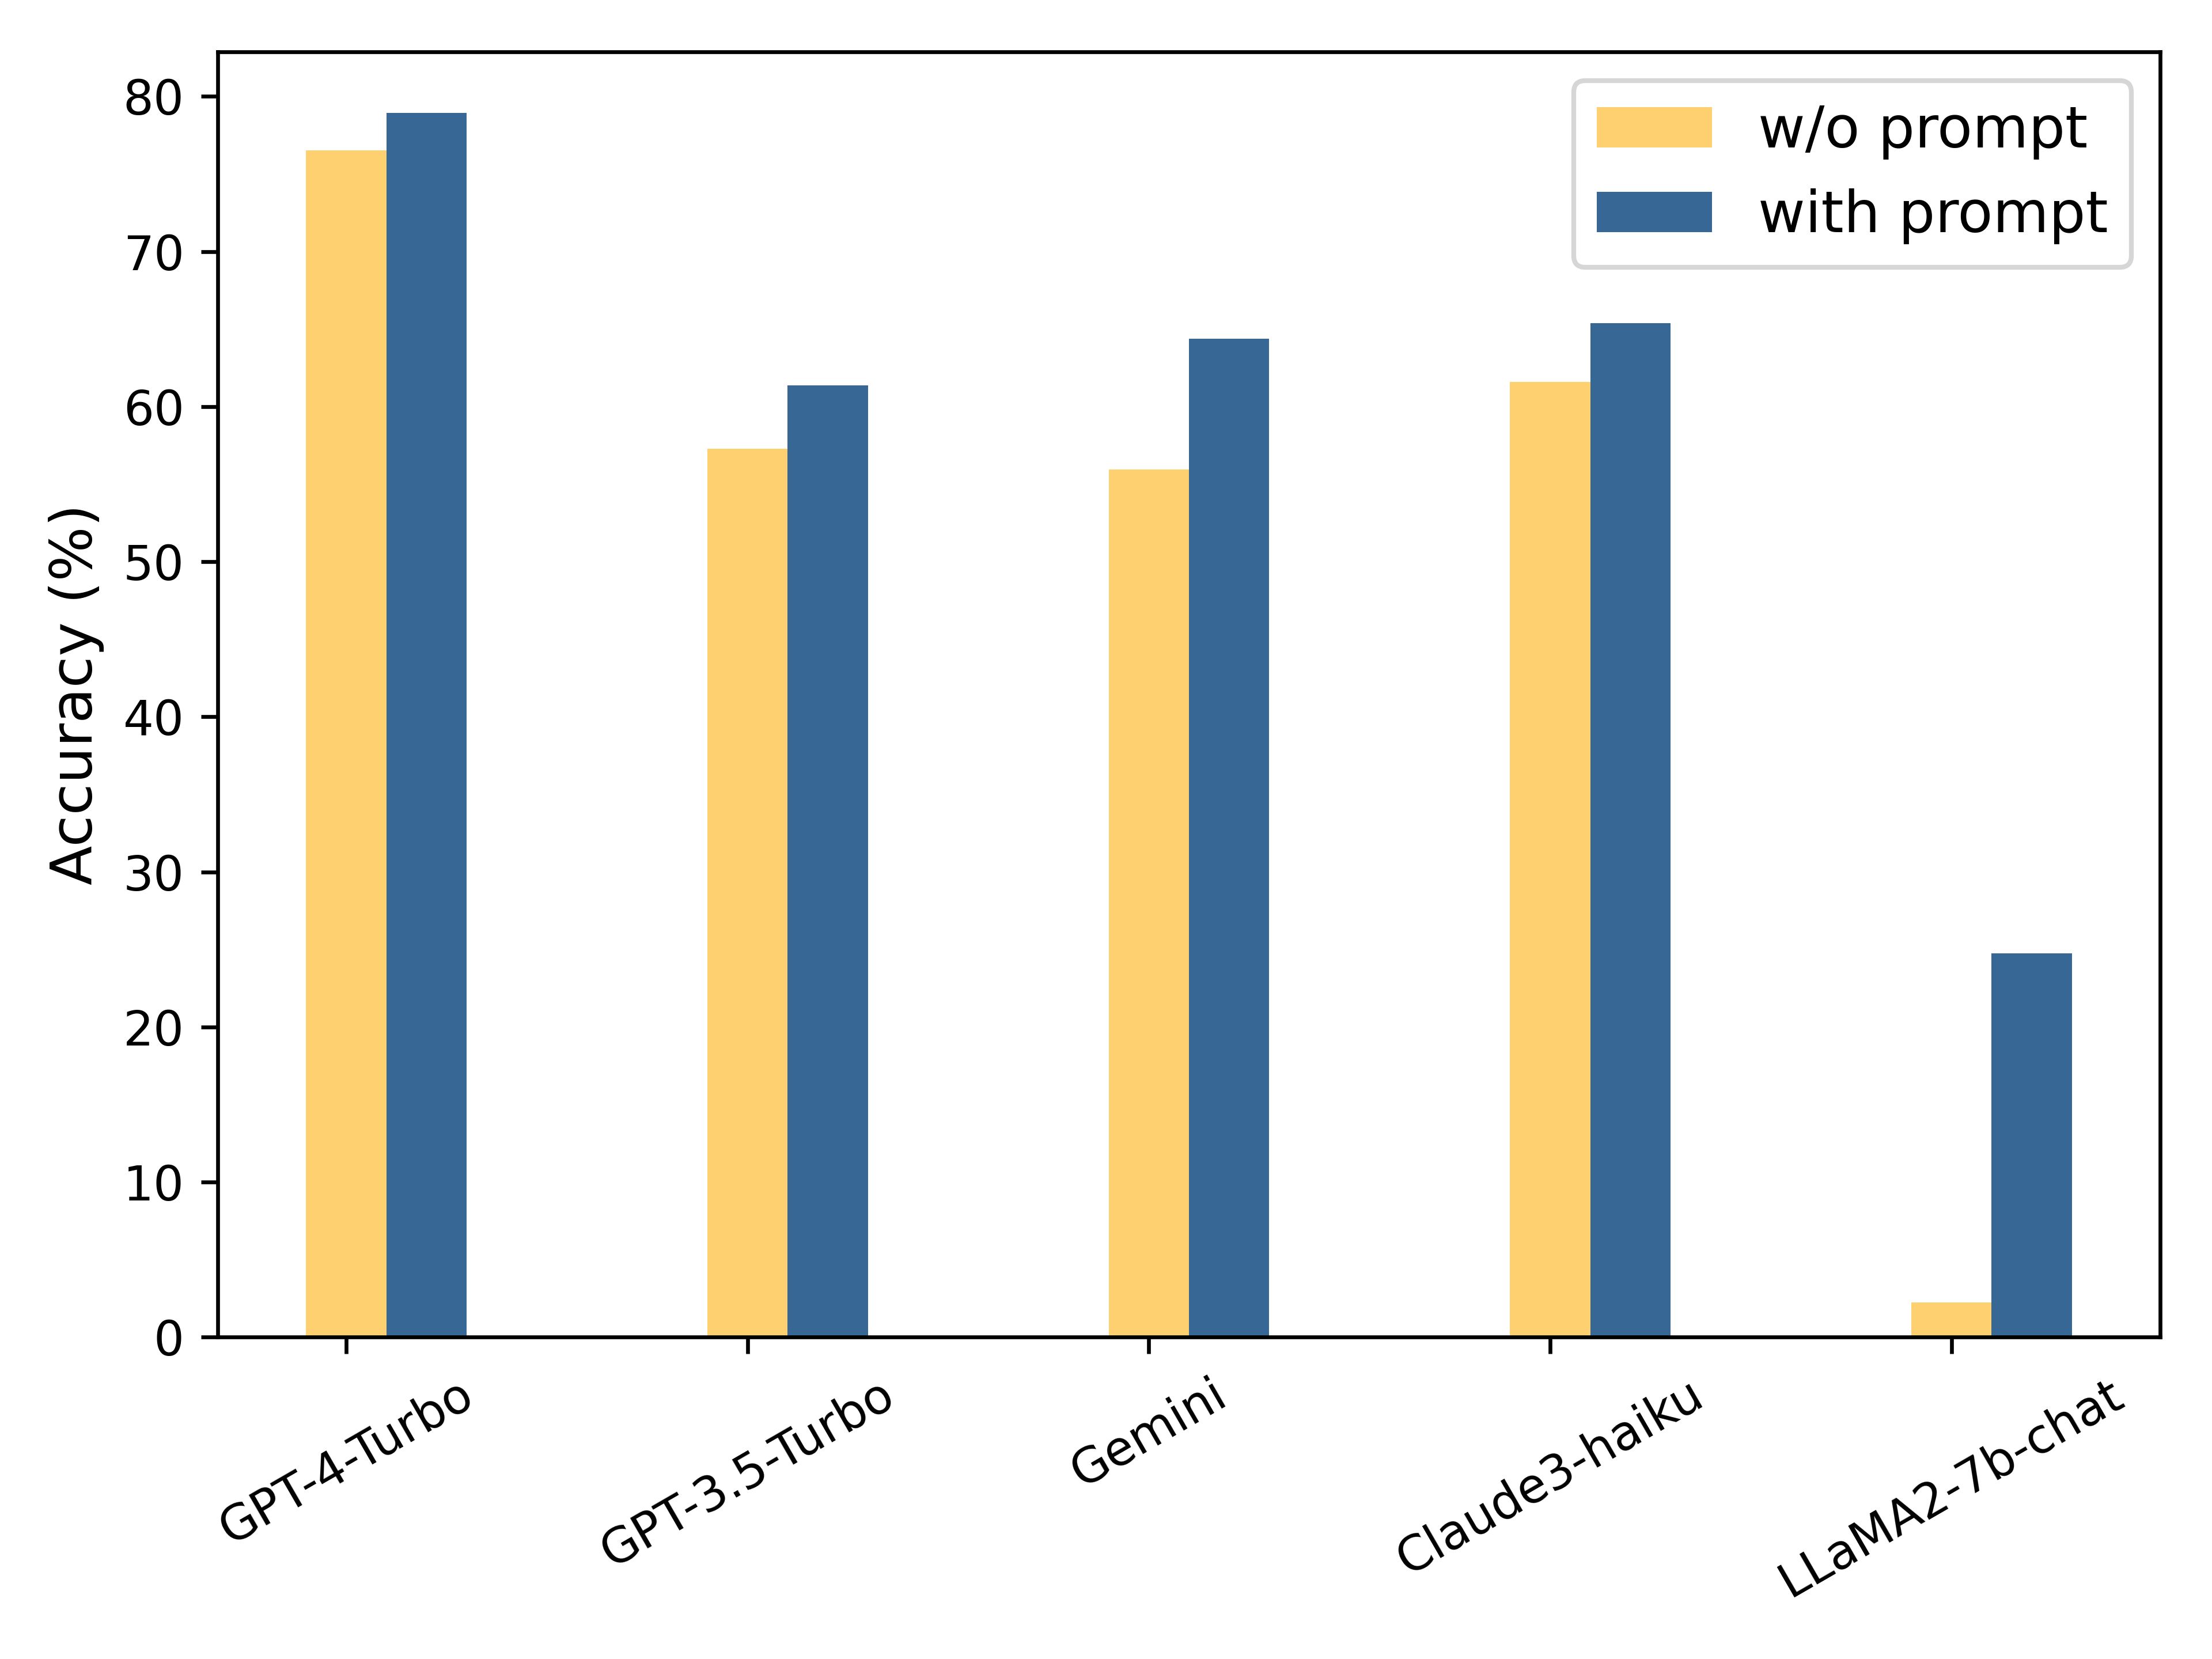 80
70
60
50
40
30
20
10
0
Accuracy (%)
w/o prompt
with prompt
GPT-4-Turbo
GPT-3.5-Turbo
Gemini
Claude3-haiku
LLaMA2-7b-chat